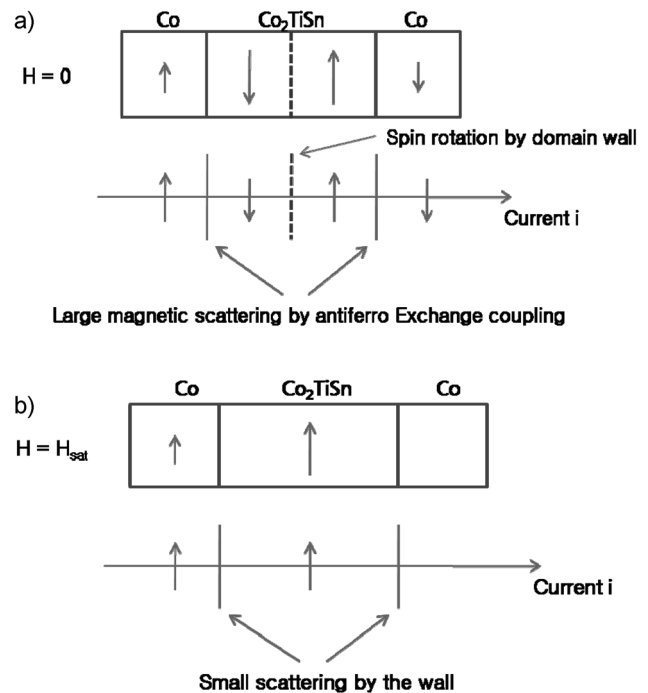 a)
Co Co₂TiSn Co
H = 0
Spin rotation by domain wall
Current i
Large magnetic scattering by antiferro Exchange coupling
b)
Co Co₂TiSn Co
H = Hsat
Current i
Small scattering by the wall